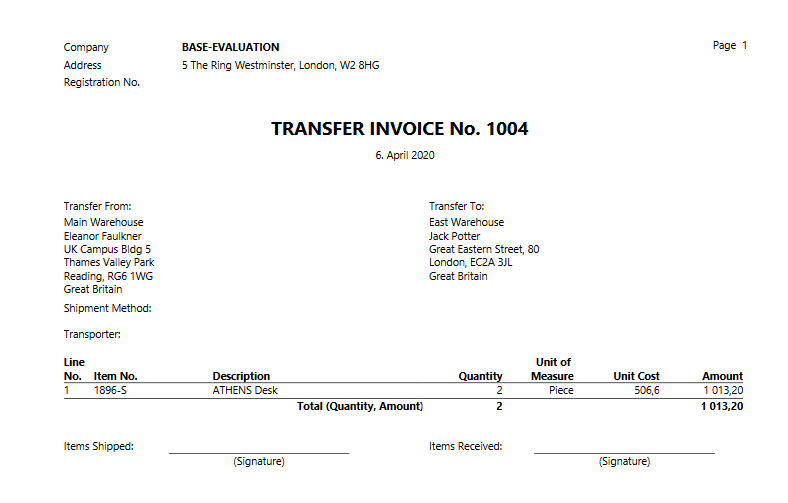 Company BASE-EVALUATION Page 1
Address 5 The Ring Westminster, London, W2 8HG
Registration No.
TRANSFER INVOICE No. 1004
6. April 2020
Transfer From: Transfer To:
Main Warehouse East Warehouse
Eleanor Faulkner Jack Potter
UK Campus Bldg 5 Great Eastern Street, 80
Thames Valley Park London, EC2A 3JL
Reading, RG6 1WG Great Britain
Great Britain
Shipment Method:
Transporter:
Line Unit of
No. Item No. Description Quantity Measure Unit Cost Amount
1 1896-S ATHENS Desk 2 Piece 506,6 1 013,20
Total (Quantity, Amount) 2 1 013,20
Items Shipped: Items Received:
(Signature) (Signature)